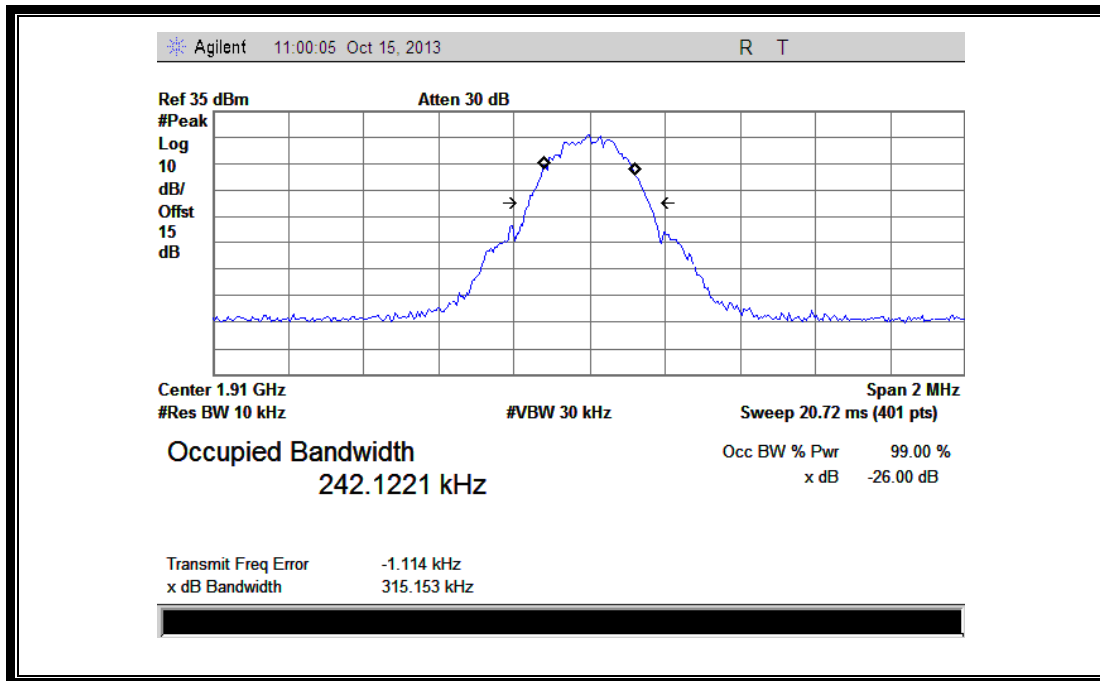 Agilent 11:00:05 Oct 15, 2013 R T
Ref 35 dBm Atten 30 dB
#Peak
Log
10
dB/
Offst
15
dB
Center 1.91 GHz Span 2 MHz
#Res BW 10 kHz #VBW 30 kHz Sweep 20.72 ms (401 pts)
Occupied Bandwidth Occ BW % Pwr 99.00 %
242.1221 kHz x dB -26.00 dB
Transmit Freq Error -1.114 kHz
x dB Bandwidth 315.153 kHz